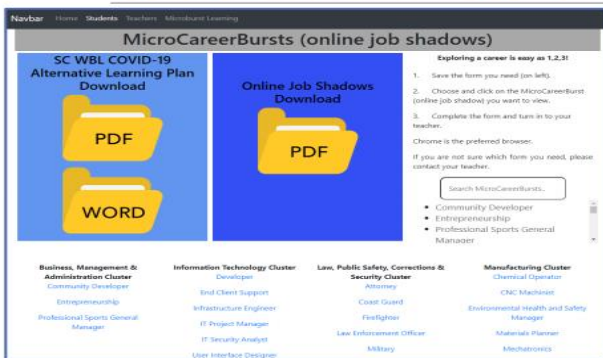 Navbar Home Students Teachers Microburst Learning
MicroCareerBursts (online job shadows)
SC WBL COVID-19
Alternative Learning Plan
Download
PDF
WORD
Online Job Shadows
Download
PDF
Exploring a career is easy as 1,2,3!
1. Save the form you need (on left).
2. Choose and click on the MicroCareerBurst
(online job shadow) you want to view.
3. Complete the form and turn in to your
teacher.
Chrome is the preferred browser.
If you are not sure which form you need, please
contact your teacher.
Search MicroCareerBursts..
Community Developer
Entrepreneurship
Professional Sports General
Manager
Business, Management &
Administration Cluster
Community Developer
Entrepreneurship
Professional Sports General
Manager
Information Technology Cluster
Developer
End Client Support
Infrastructure Engineer
IT Project Manager
IT Security Analyst
User Interface Designer
Law, Public Safety, Corrections &
Security Cluster
Attorney
Coast Guard
Firefighter
Law Enforcement Officer
Military
Manufacturing Cluster
Chemical Operator
CNC Machinist
Environmental Health and Safety
Manager
Materials Planner
Mechatronics